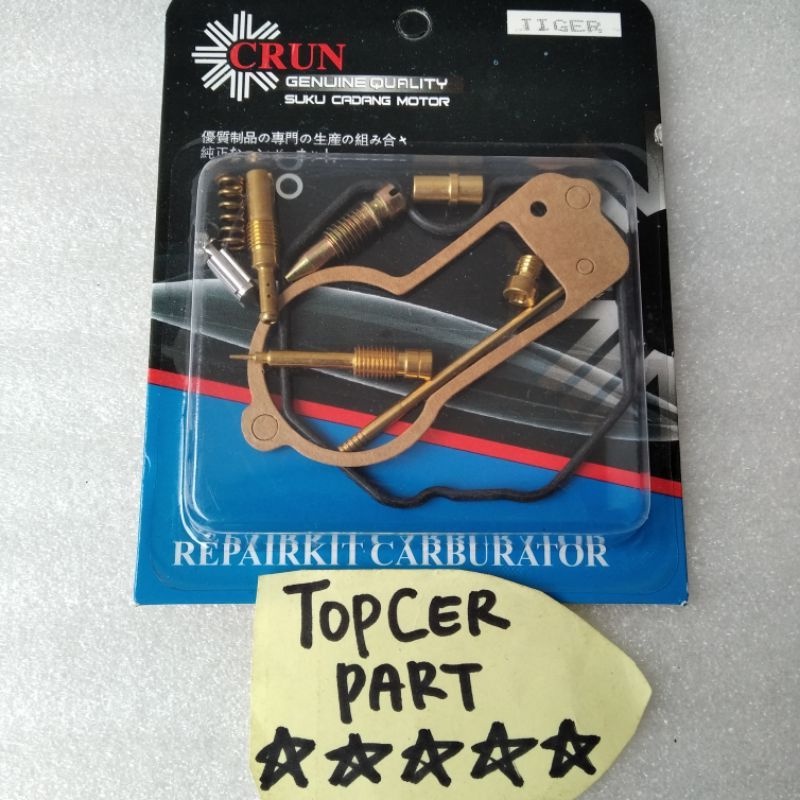 TIGER
CRUN
GENUINE QUALITY
SUKU CADANG MOTOR
優質制品の専門の生産の組み合
REPAIRKIT CARBURATOR
TOPCER
PART